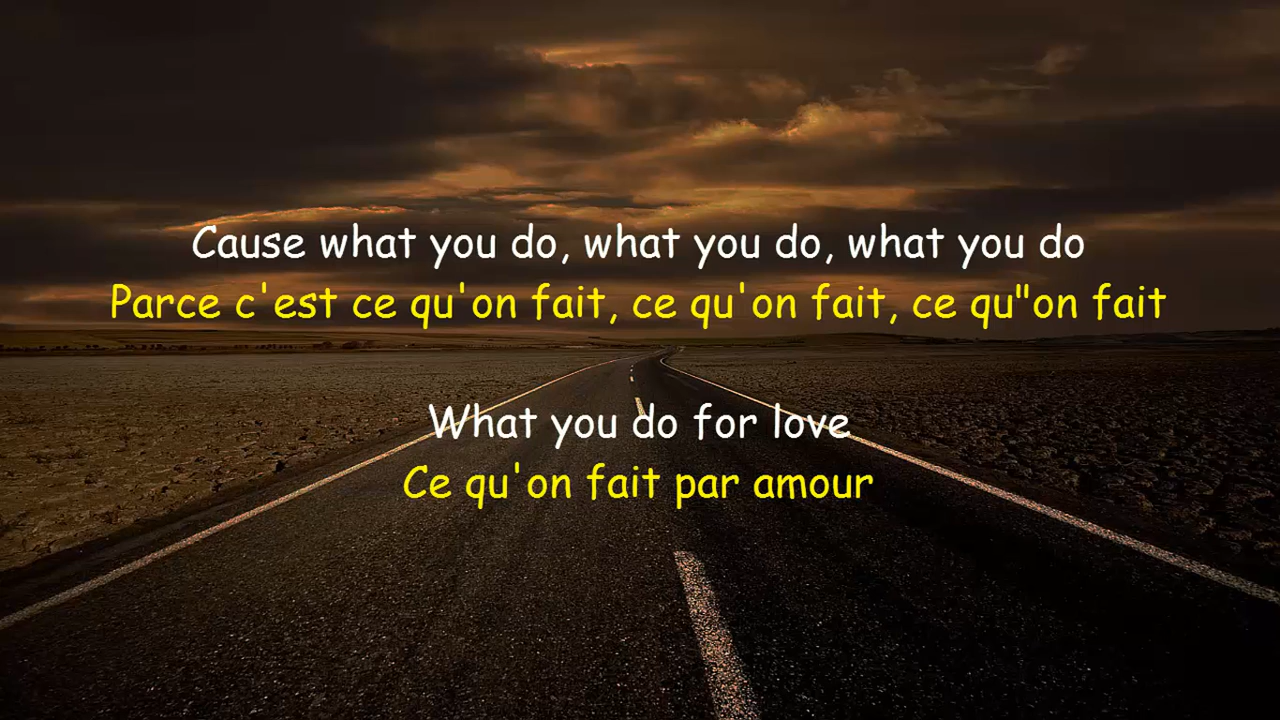 Cause what you do, what you do, what you do
Parce c'est ce qu'on fait, ce qu'on fait, ce qu"on fait
What you do for love
Ce qu'on fait par amour